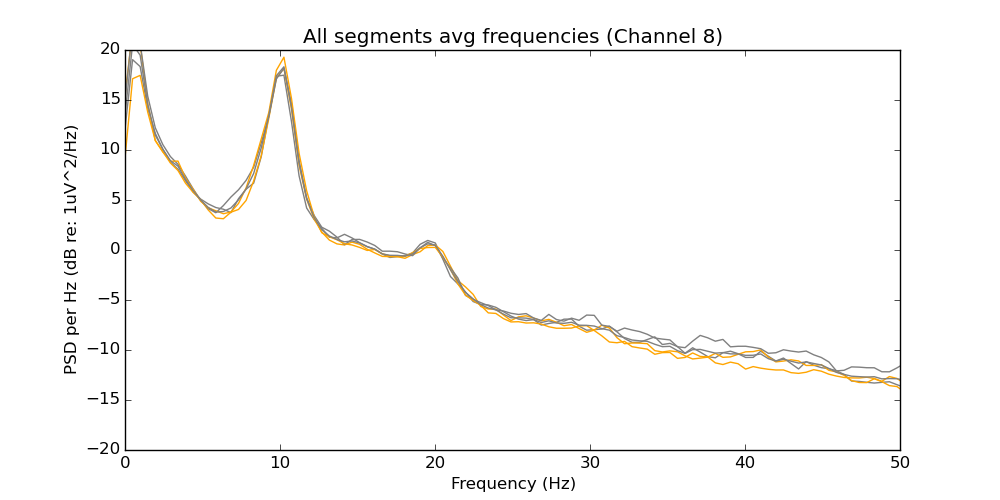 All segments avg frequencies (Channel 8)
20
15
10
5
0
−5
−10
−15
−20
PSD per Hz (dB re: 1uV^2/Hz)
0 10 20 30 40 50
Frequency (Hz)